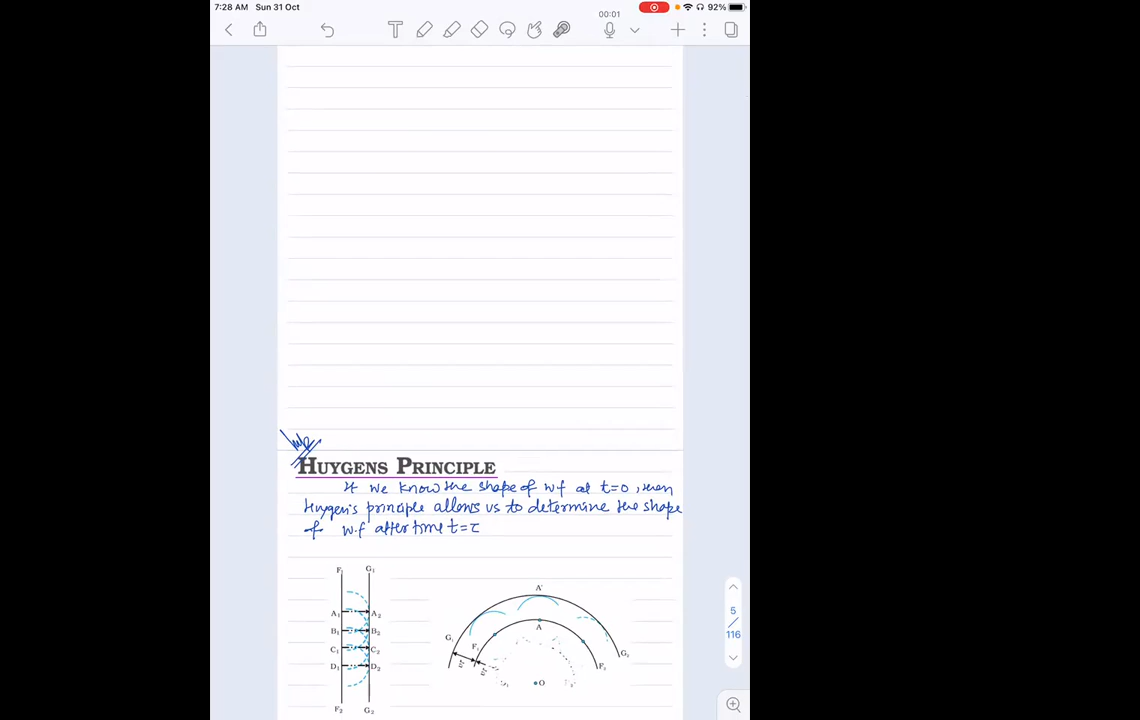 7:28 AM Sun 31 Oct
92%
00:01
HUYGENS PRINCIPLE
If we know the shape of wf at t=0, then
Huygen's principle allows us to determine the shape
of w.f after time t=τ
F1 G1
A1 A2
B1 B2
C1 C2
D1 D2
F2 G2
A'
A
G1
F1
G2
F2
O
5
/
116